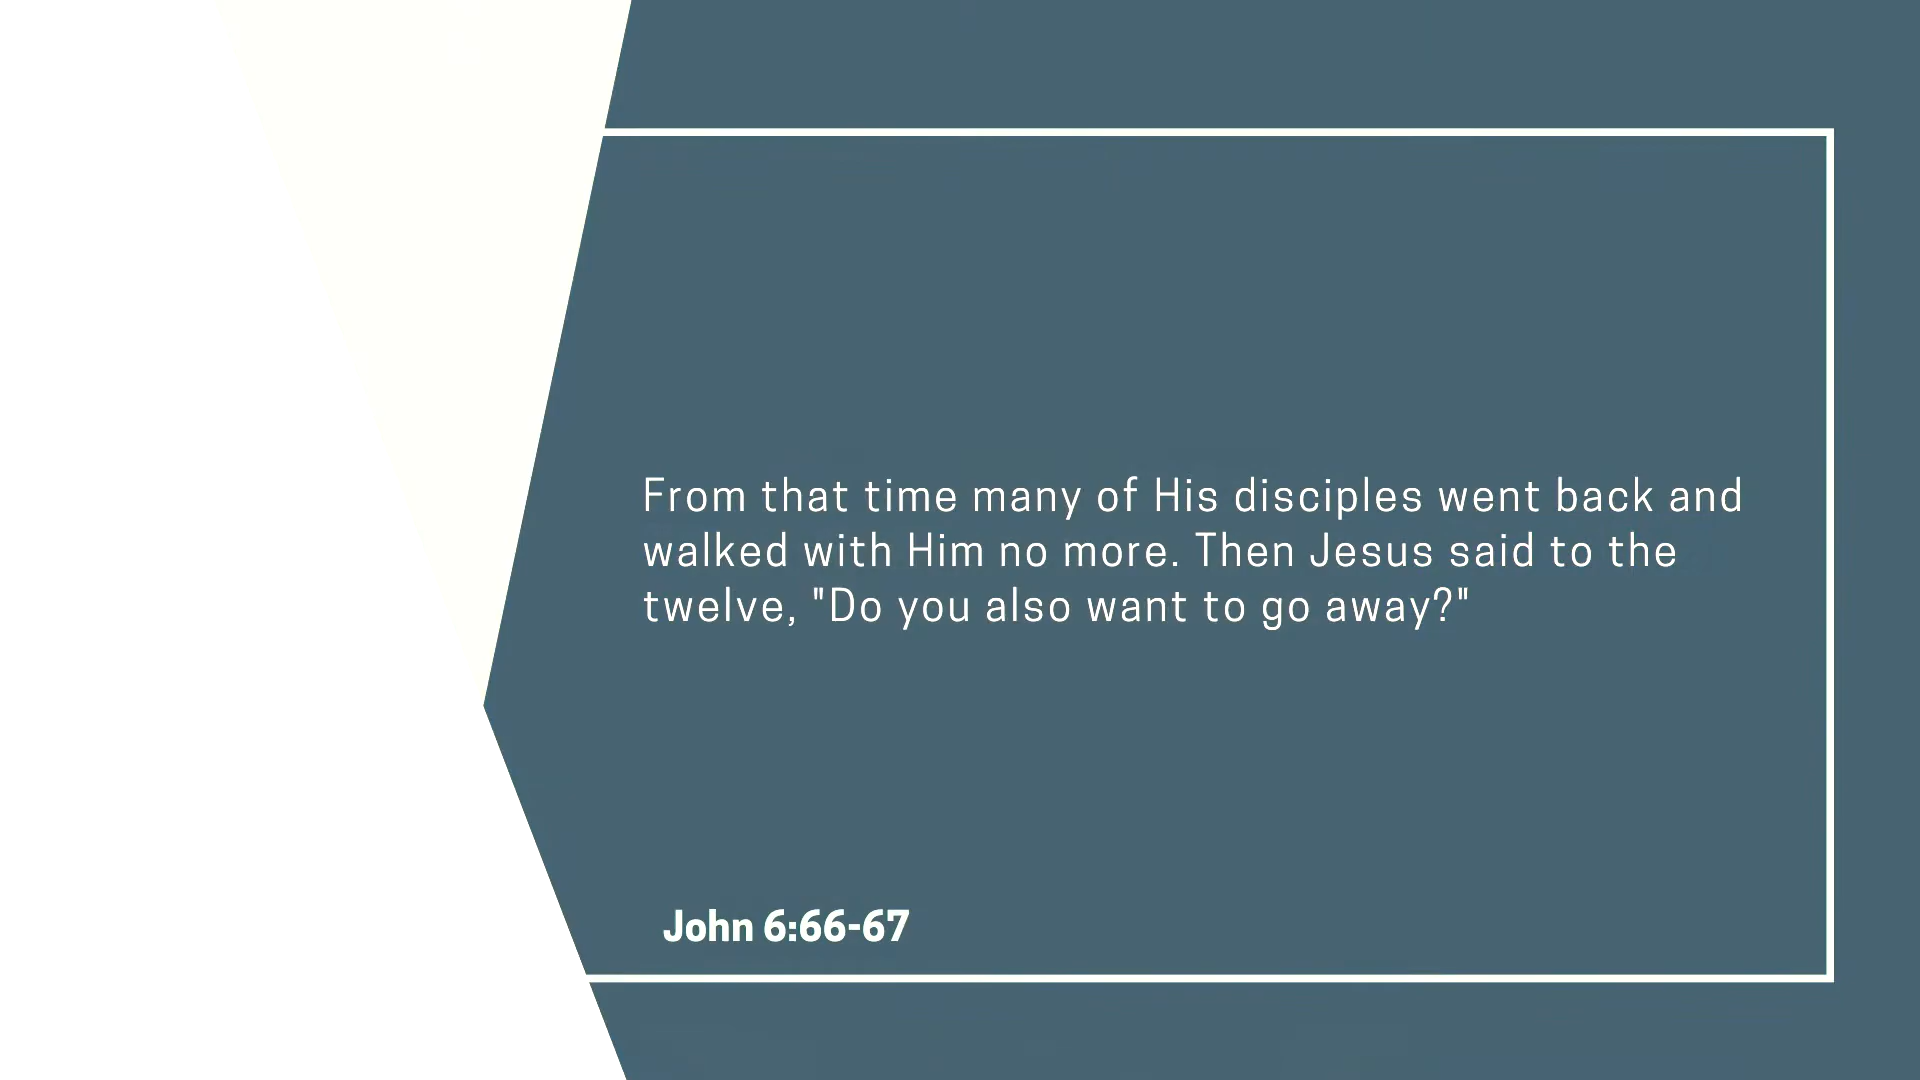 From that time many of His disciples went back and
walked with Him no more. Then Jesus said to the
twelve, "Do you also want to go away?"
John 6:66-67